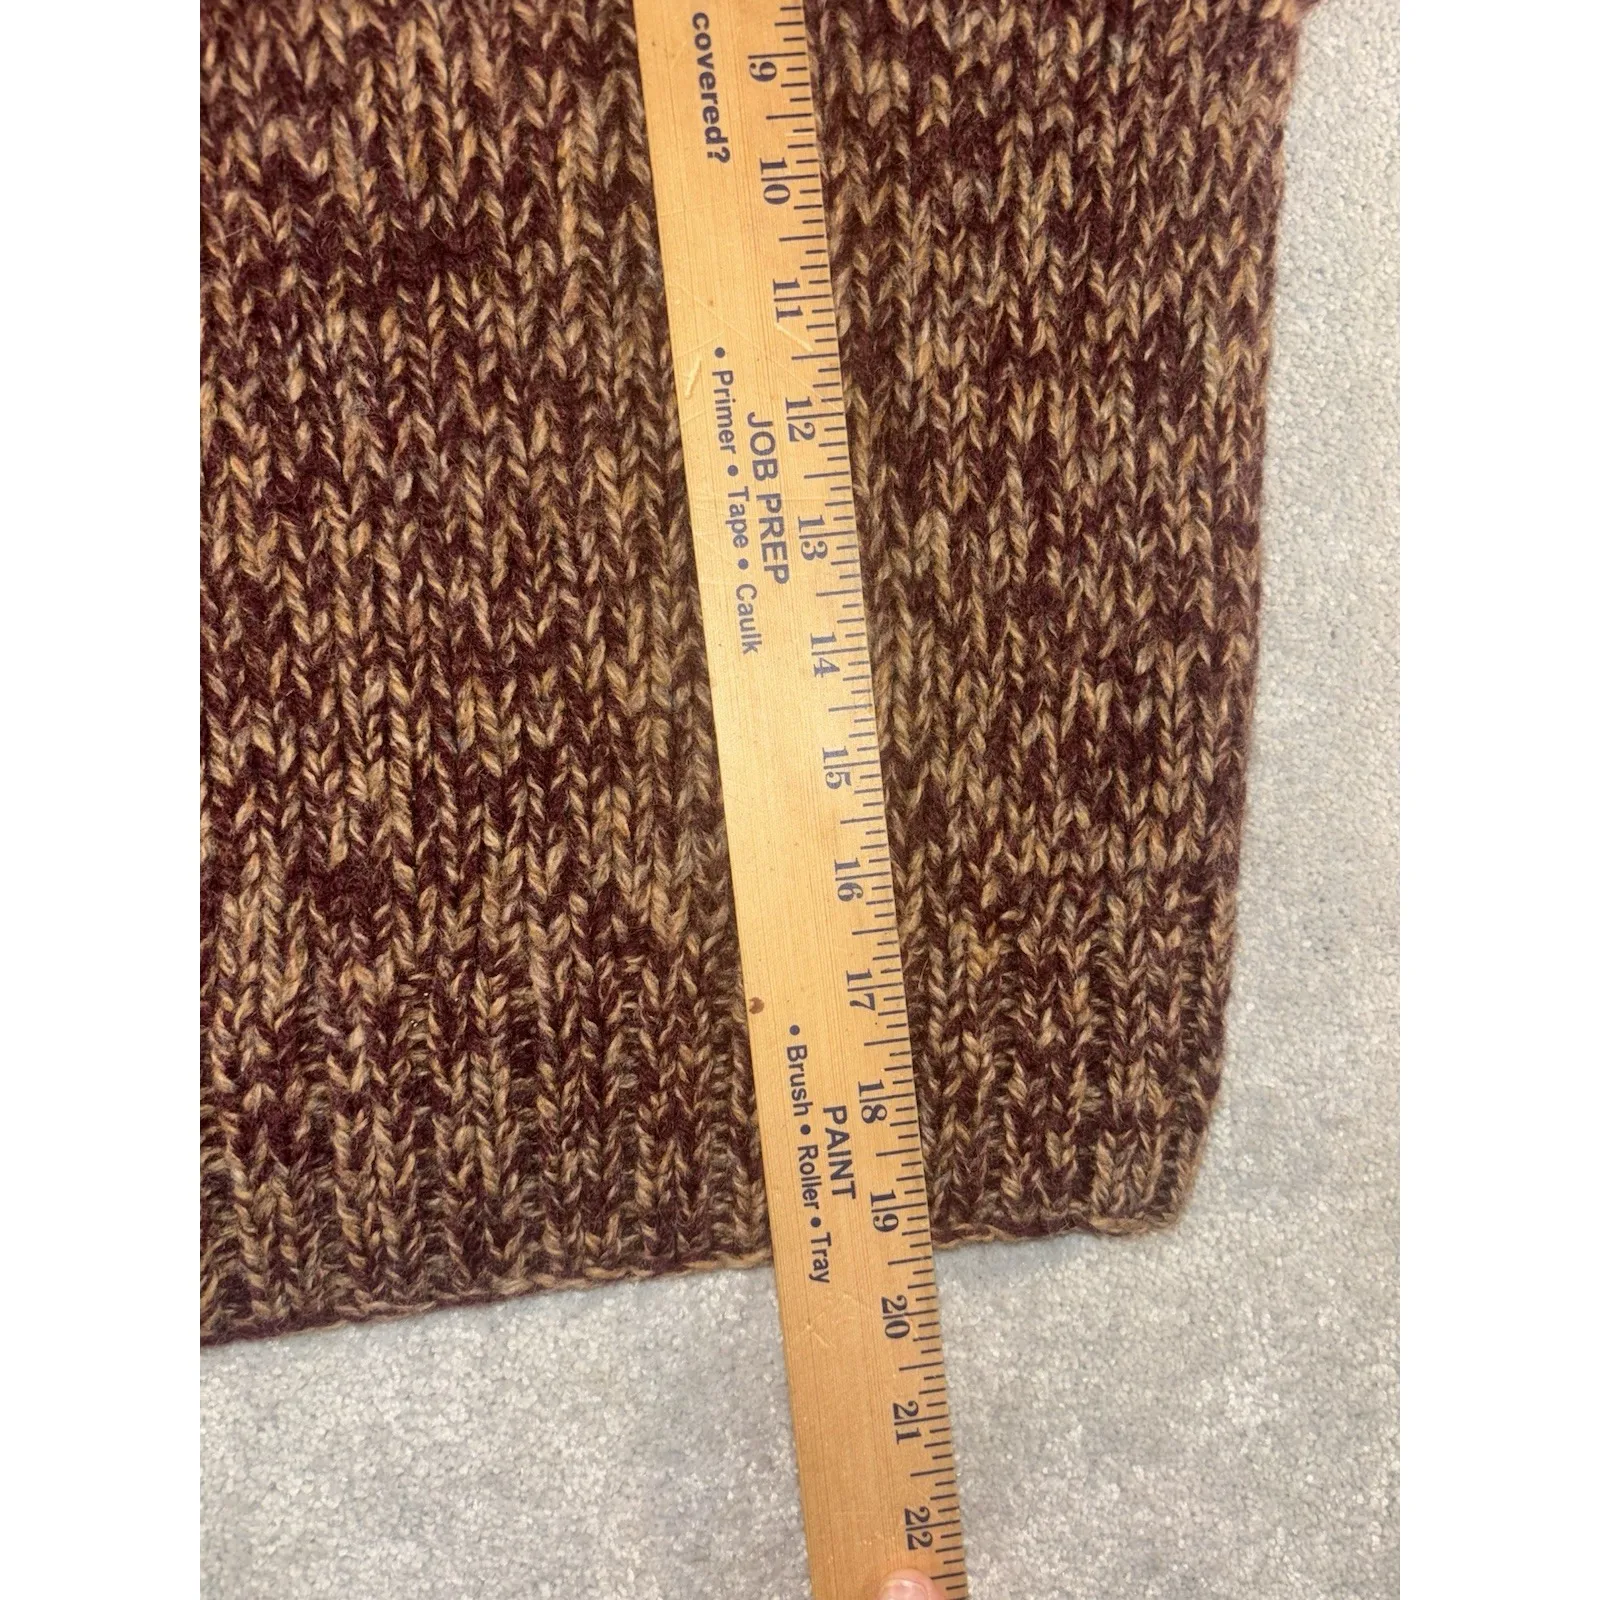 covered?
• Primer • Tape • Caulk
JOB PREP
• Brush • Roller • Tray
PAINT
9
10
11
12
13
14
15
16
17
18
19
20
21
22